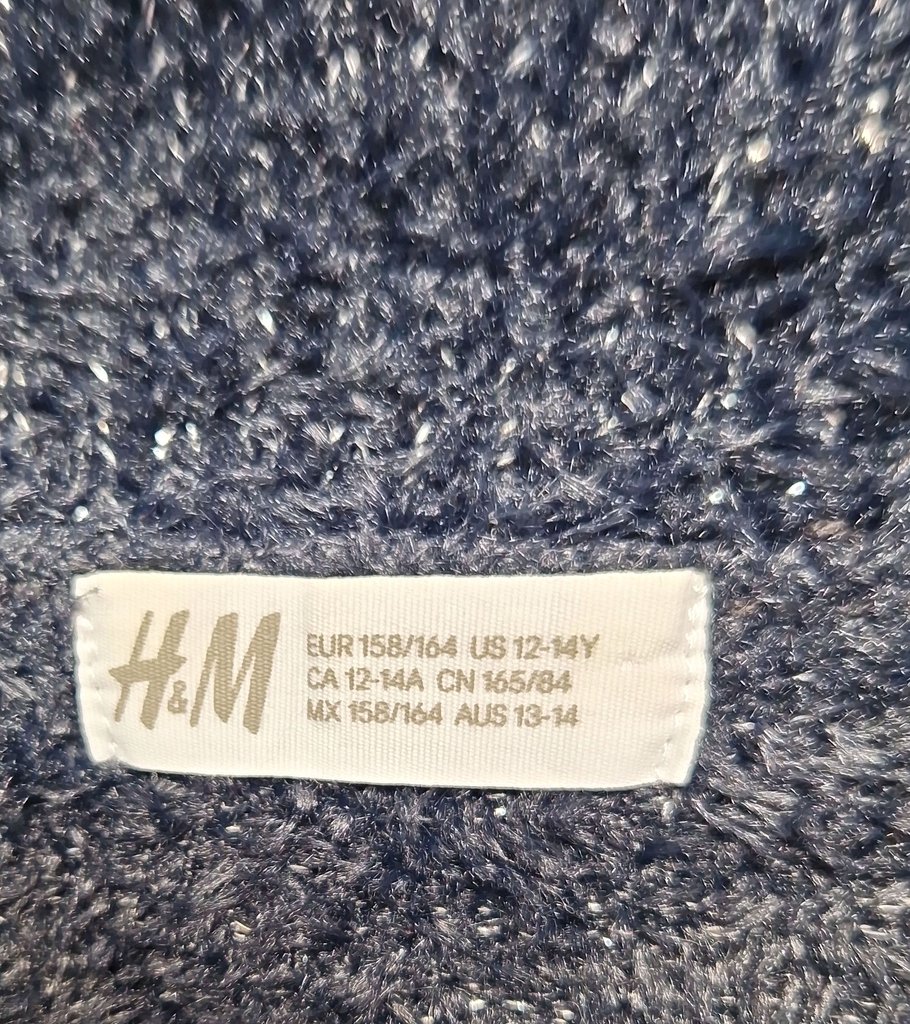 H&M
EUR 158/164 US 12-14Y
CA 12-14A CN 165/84
MX 158/164 AUS 13-14